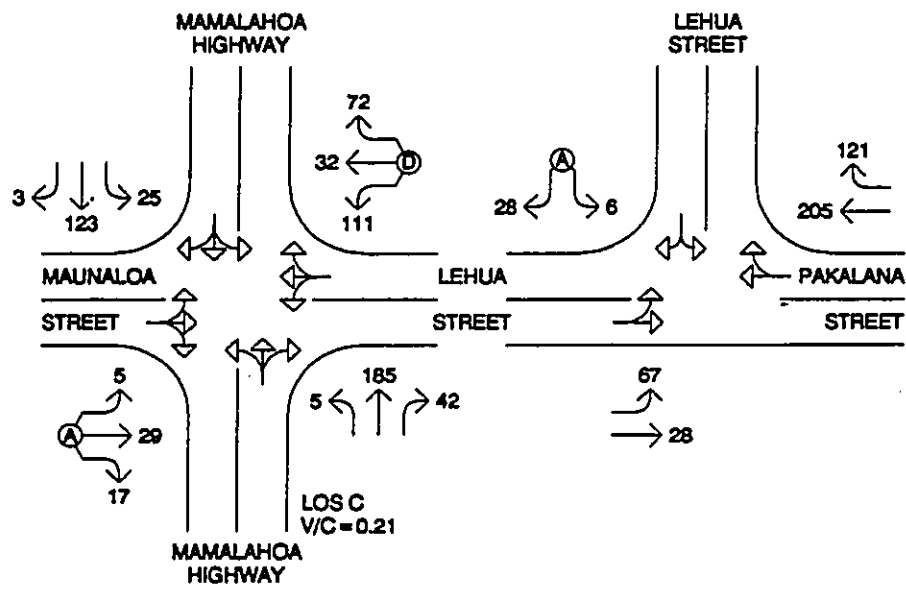 MAMALAHOA
HIGHWAY
LEHUA
STREET
72
32
D
111
3
123
25
A
28
6
121
205
MAUNALOA
STREET
LEHUA
STREET
PAKALANA
STREET
5
A
29
17
5
185
42
67
28
LOS C
V/C = 0.21
MAMALAHOA
HIGHWAY